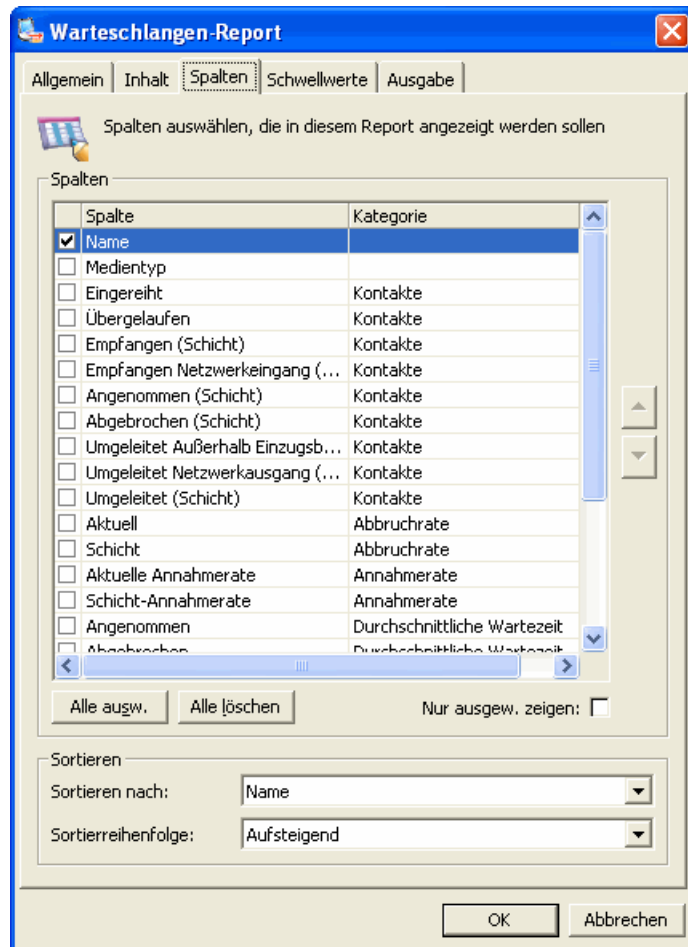 Warteschlangen-Report
Allgemein Inhalt Spalten Schwellwerte Ausgabe
Spalten auswählen, die in diesem Report angezeigt werden sollen
Spalten
Spalte Kategorie
Name
Medientyp
Eingereiht Kontakte
Übergelaufen Kontakte
Empfangen (Schicht) Kontakte
Empfangen Netzwerkeingang (... Kontakte
Angenommen (Schicht) Kontakte
Abgebrochen (Schicht) Kontakte
Umgeleitet Außerhalb Einzugsb... Kontakte
Umgeleitet Netzwerkausgang (... Kontakte
Umgeleitet (Schicht) Kontakte
Aktuell Abbruchrate
Schicht Abbruchrate
Aktuelle Annahmerate Annahmerate
Schicht-Annahmerate Annahmerate
Angenommen Durchschnittliche Wartezeit
Abgebrochen Durchschnittliche Wartezeit
Alle ausw. Alle löschen Nur ausgew. zeigen:
Sortieren
Sortieren nach: Name
Sortierreihenfolge: Aufsteigend
OK Abbrechen